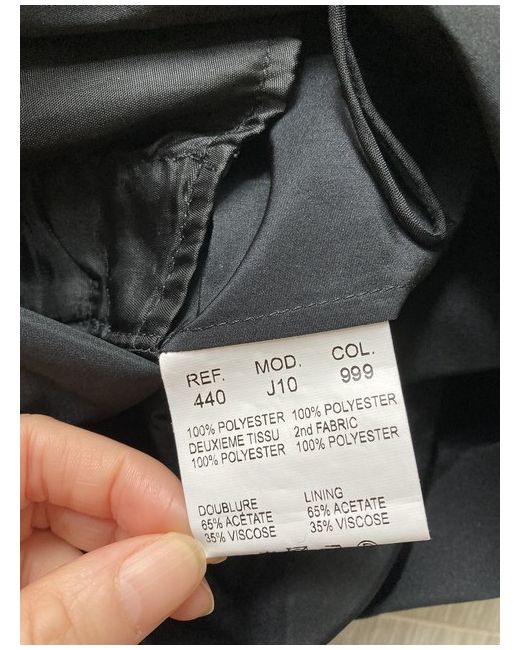 REF. MOD. COL.
440 J10 999
100% POLYESTER 100% POLYESTER
DEUXIEME TISSU 2nd FABRIC
100% POLYESTER 100% POLYESTER
DOUBLURE LINING
65% ACÉTATE 65% ACETATE
35% VISCOSE 35% VISCOSE